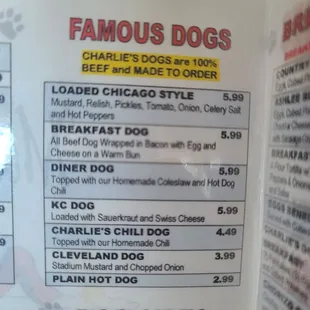 FAMOUS DOGS
CHARLIE'S DOGS are 100%
BEEF and MADE TO ORDER
LOADED CHICAGO STYLE 5.99
Mustard, Relish, Pickles, Tomato, Onion, Celery Salt
and Hot Peppers
BREAKFAST DOG 5.99
All Beef Dog Wrapped in Bacon with Egg and
Cheese on a Warm Bun
DINER DOG 5.99
Topped with our Homemade Coleslaw and Hot Dog
Chili
KC DOG 5.99
Loaded with Sauerkraut and Swiss Cheese
CHARLIE'S CHILI DOG 4.49
Topped with our Homemade Chili
CLEVELAND DOG 3.99
Stadium Mustard and Chopped Onion
PLAIN HOT DOG 2.99
COUNTRY
ASHLEE
BREAKFAST